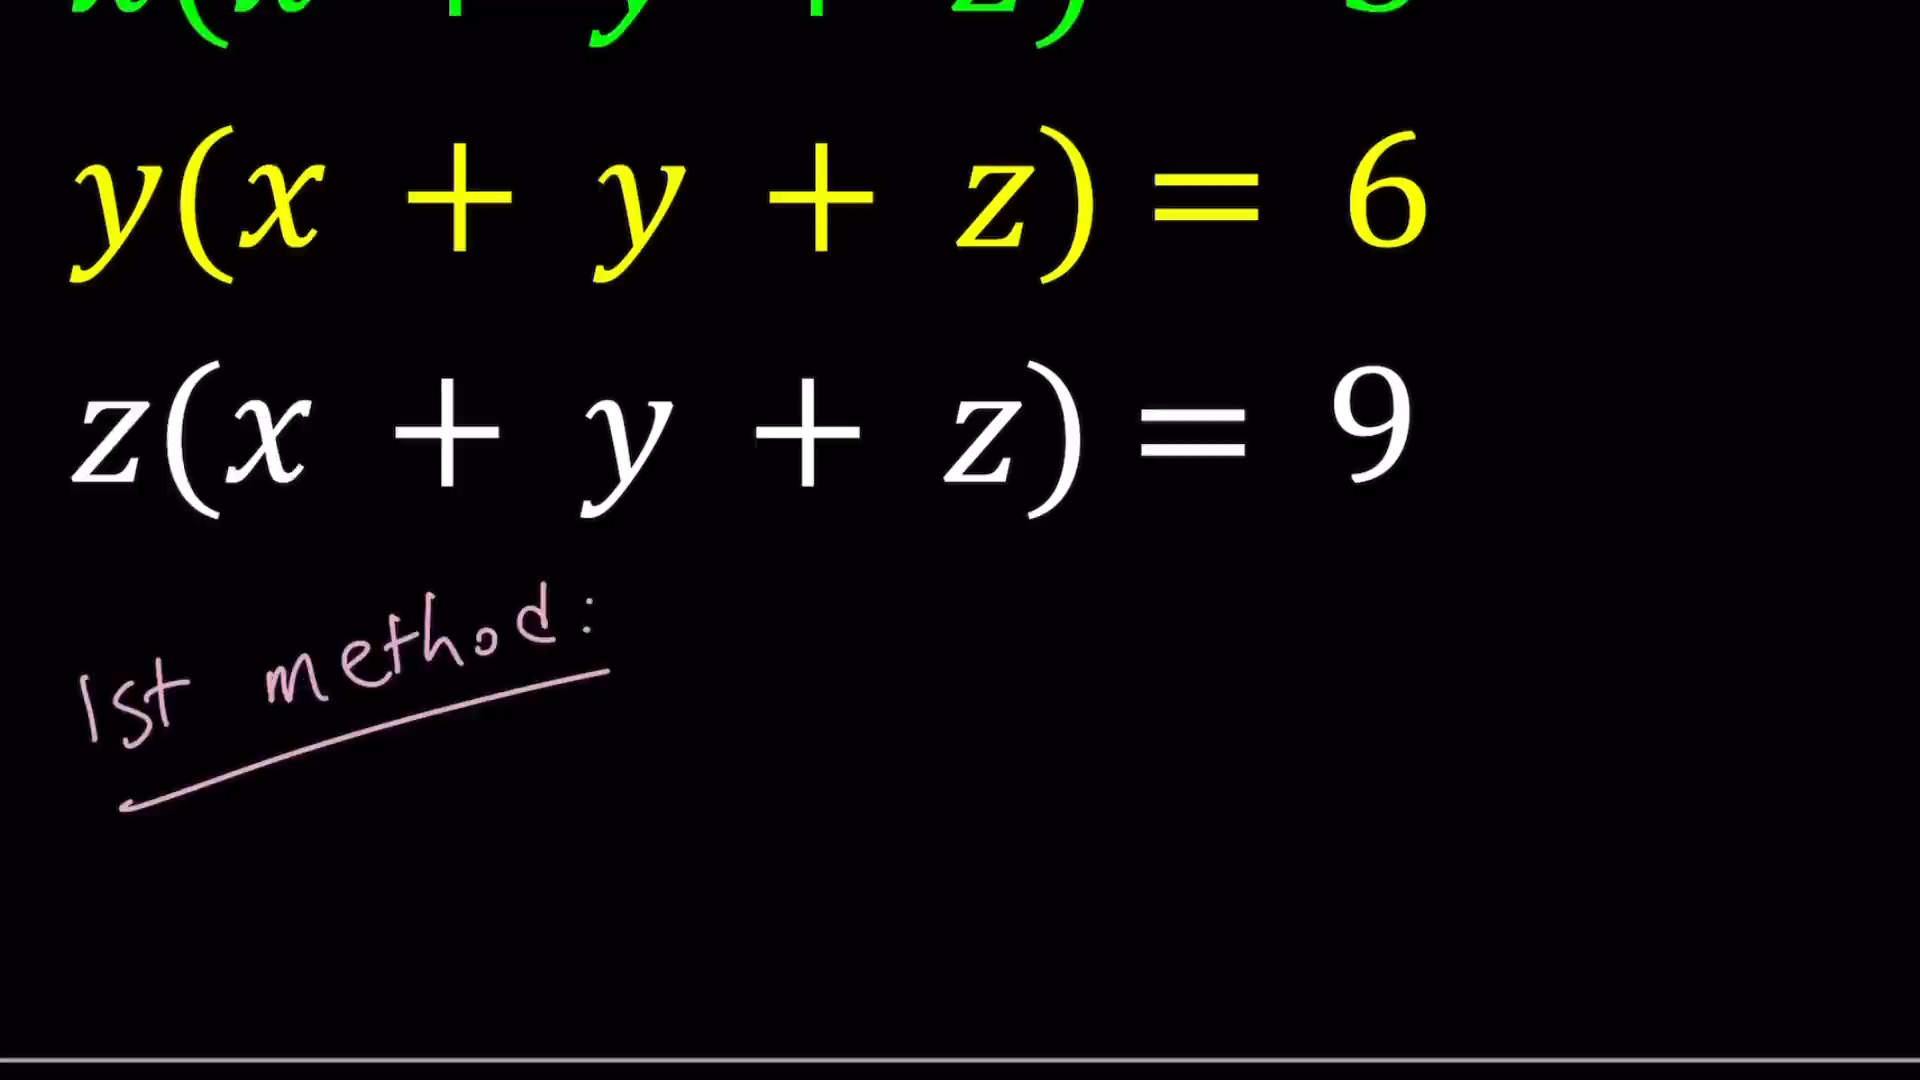 y(x + y + z) = 6
z(x + y + z) = 9
1st method: